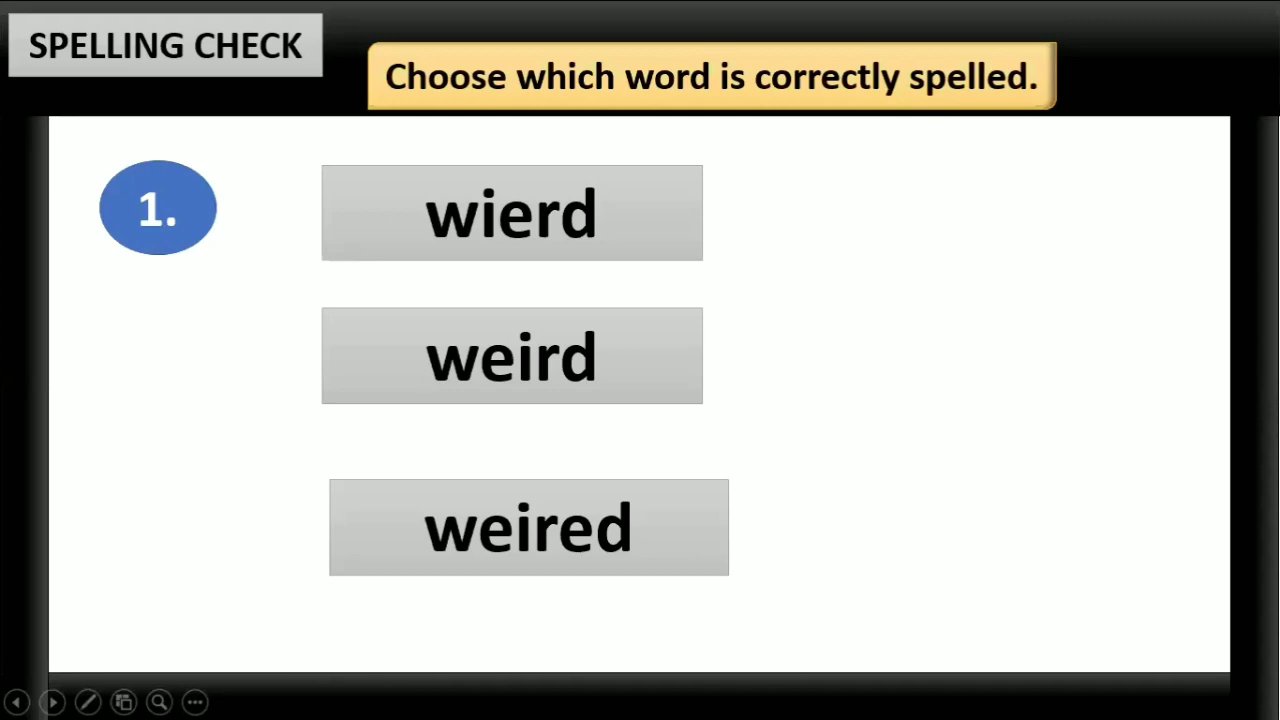 SPELLING CHECK
Choose which word is correctly spelled.
1.
wierd
weird
weired